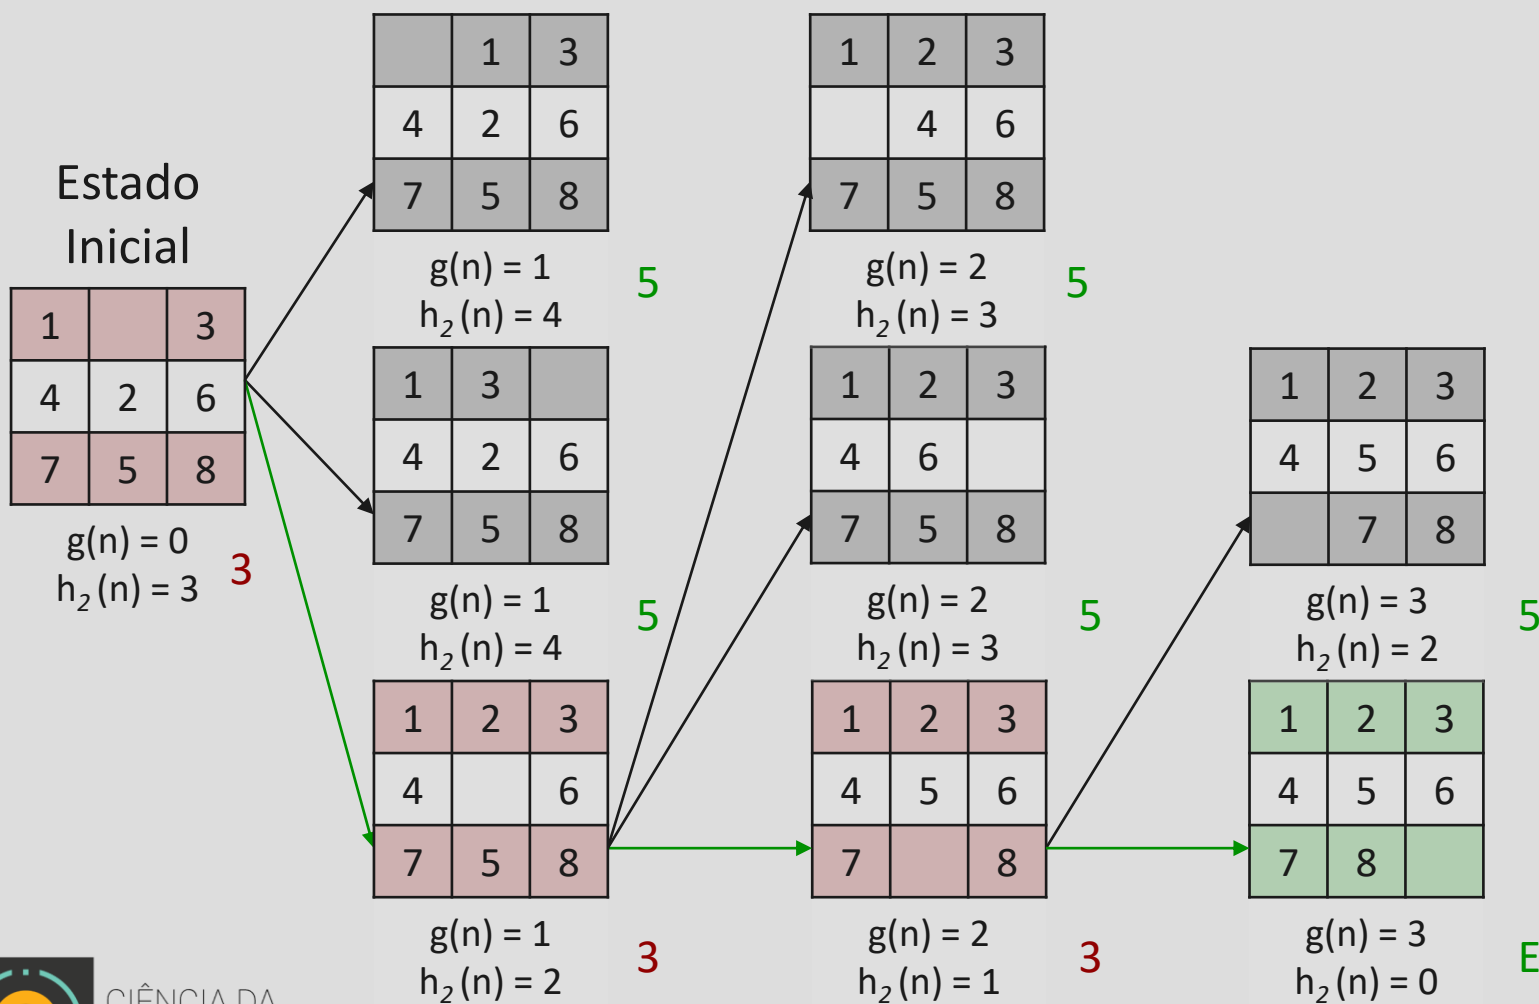 Estado
Inicial
1 3
4 2 6
7 5 8
g(n) = 0
h2 (n) = 3
3
1 3
4 2 6
7 5 8
g(n) = 1
h2 (n) = 4
5
1 3
4 2 6
7 5 8
g(n) = 1
h2 (n) = 4
5
1 2 3
4 6
7 5 8
g(n) = 1
h2 (n) = 2
3
1 2 3
4 6
7 5 8
g(n) = 2
h2 (n) = 3
5
1 2 3
4 6
7 5 8
g(n) = 2
h2 (n) = 3
5
1 2 3
4 5 6
7 8
g(n) = 2
h2 (n) = 1
3
1 2 3
4 5 6
7 8
g(n) = 3
h2 (n) = 2
5
1 2 3
4 5 6
7 8
g(n) = 3
h2 (n) = 0
E
CIÊNCIA DA